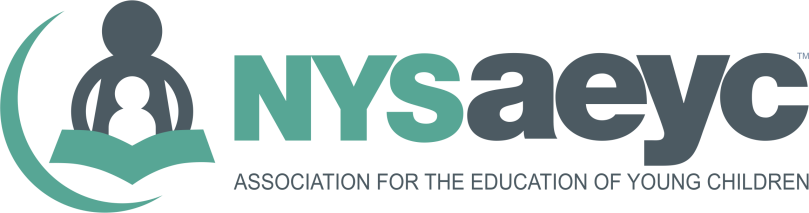 NYSaeyc™
ASSOCIATION FOR THE EDUCATION OF YOUNG CHILDREN